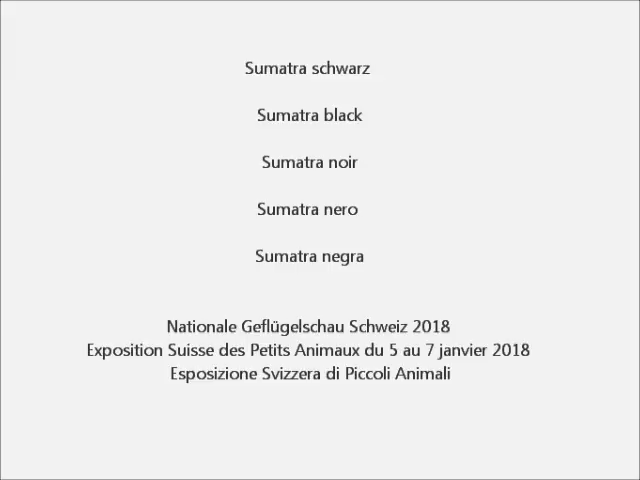 Sumatra schwarz
Sumatra black
Sumatra noir
Sumatra nero
Sumatra negra
Nationale Geflügelschau Schweiz 2018
Exposition Suisse des Petits Animaux du 5 au 7 janvier 2018
Esposizione Svizzera di Piccoli Animali